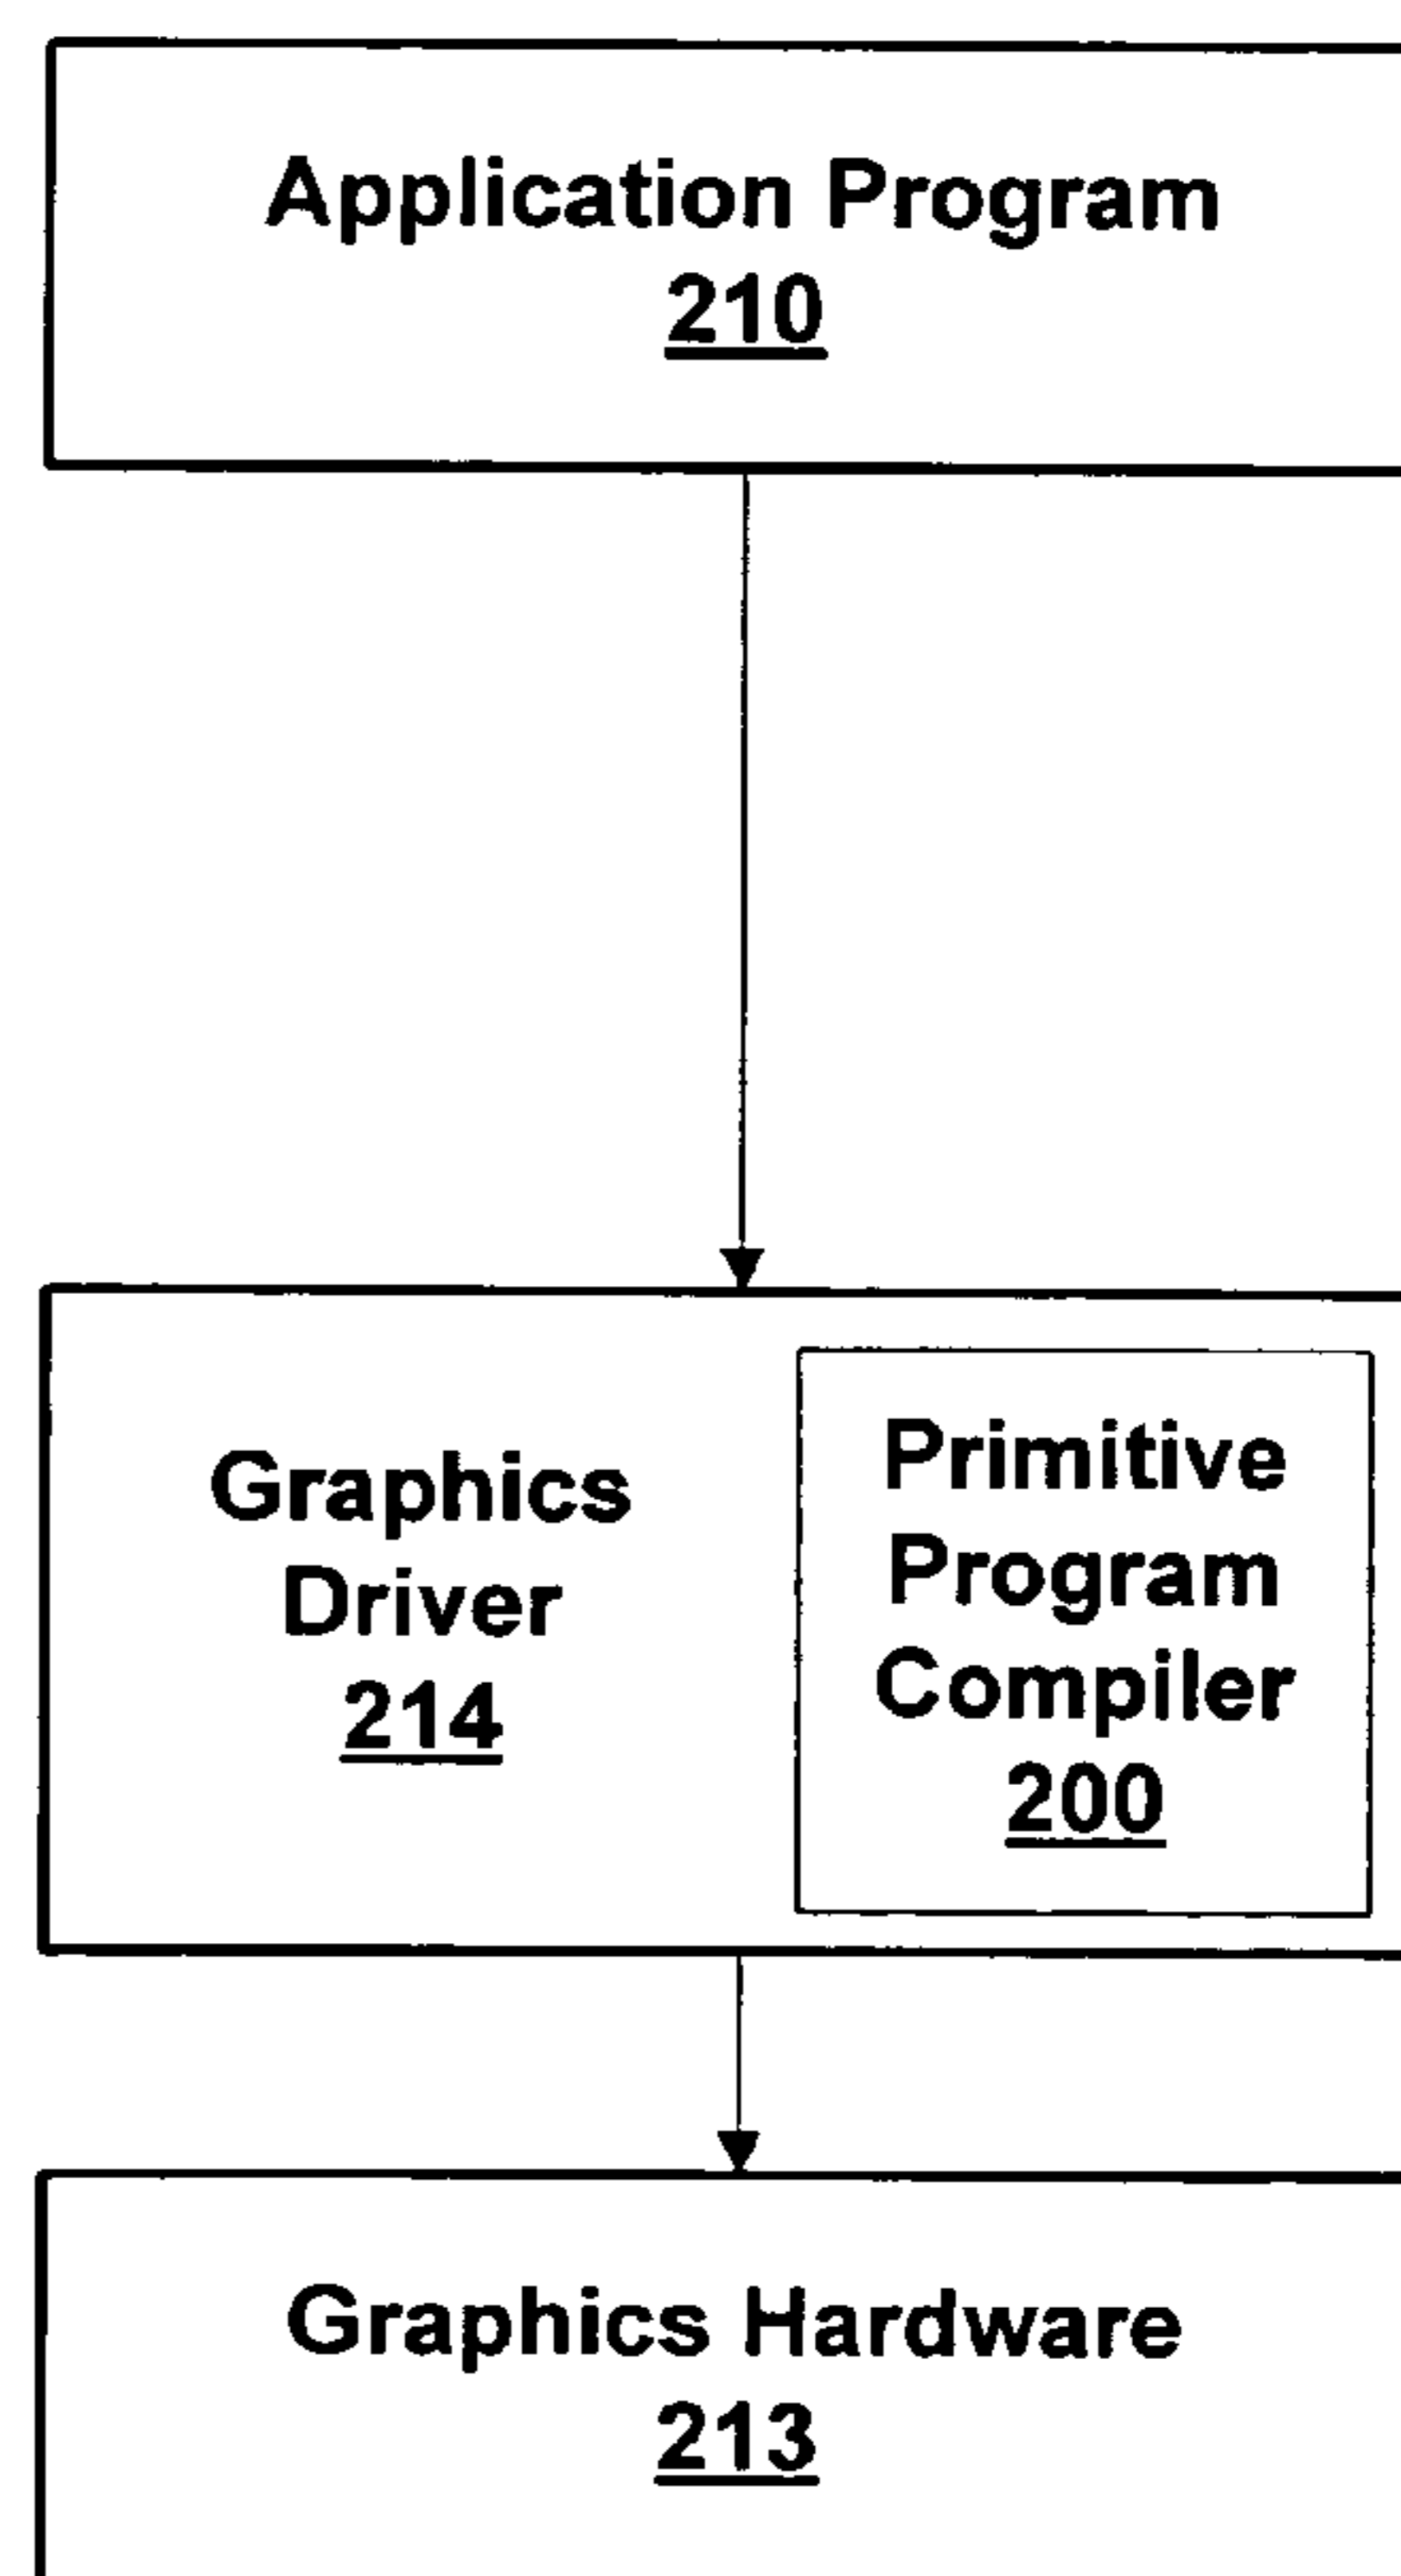 Application Program
210
Graphics
Driver
214
Primitive
Program
Compiler
200
Graphics Hardware
213